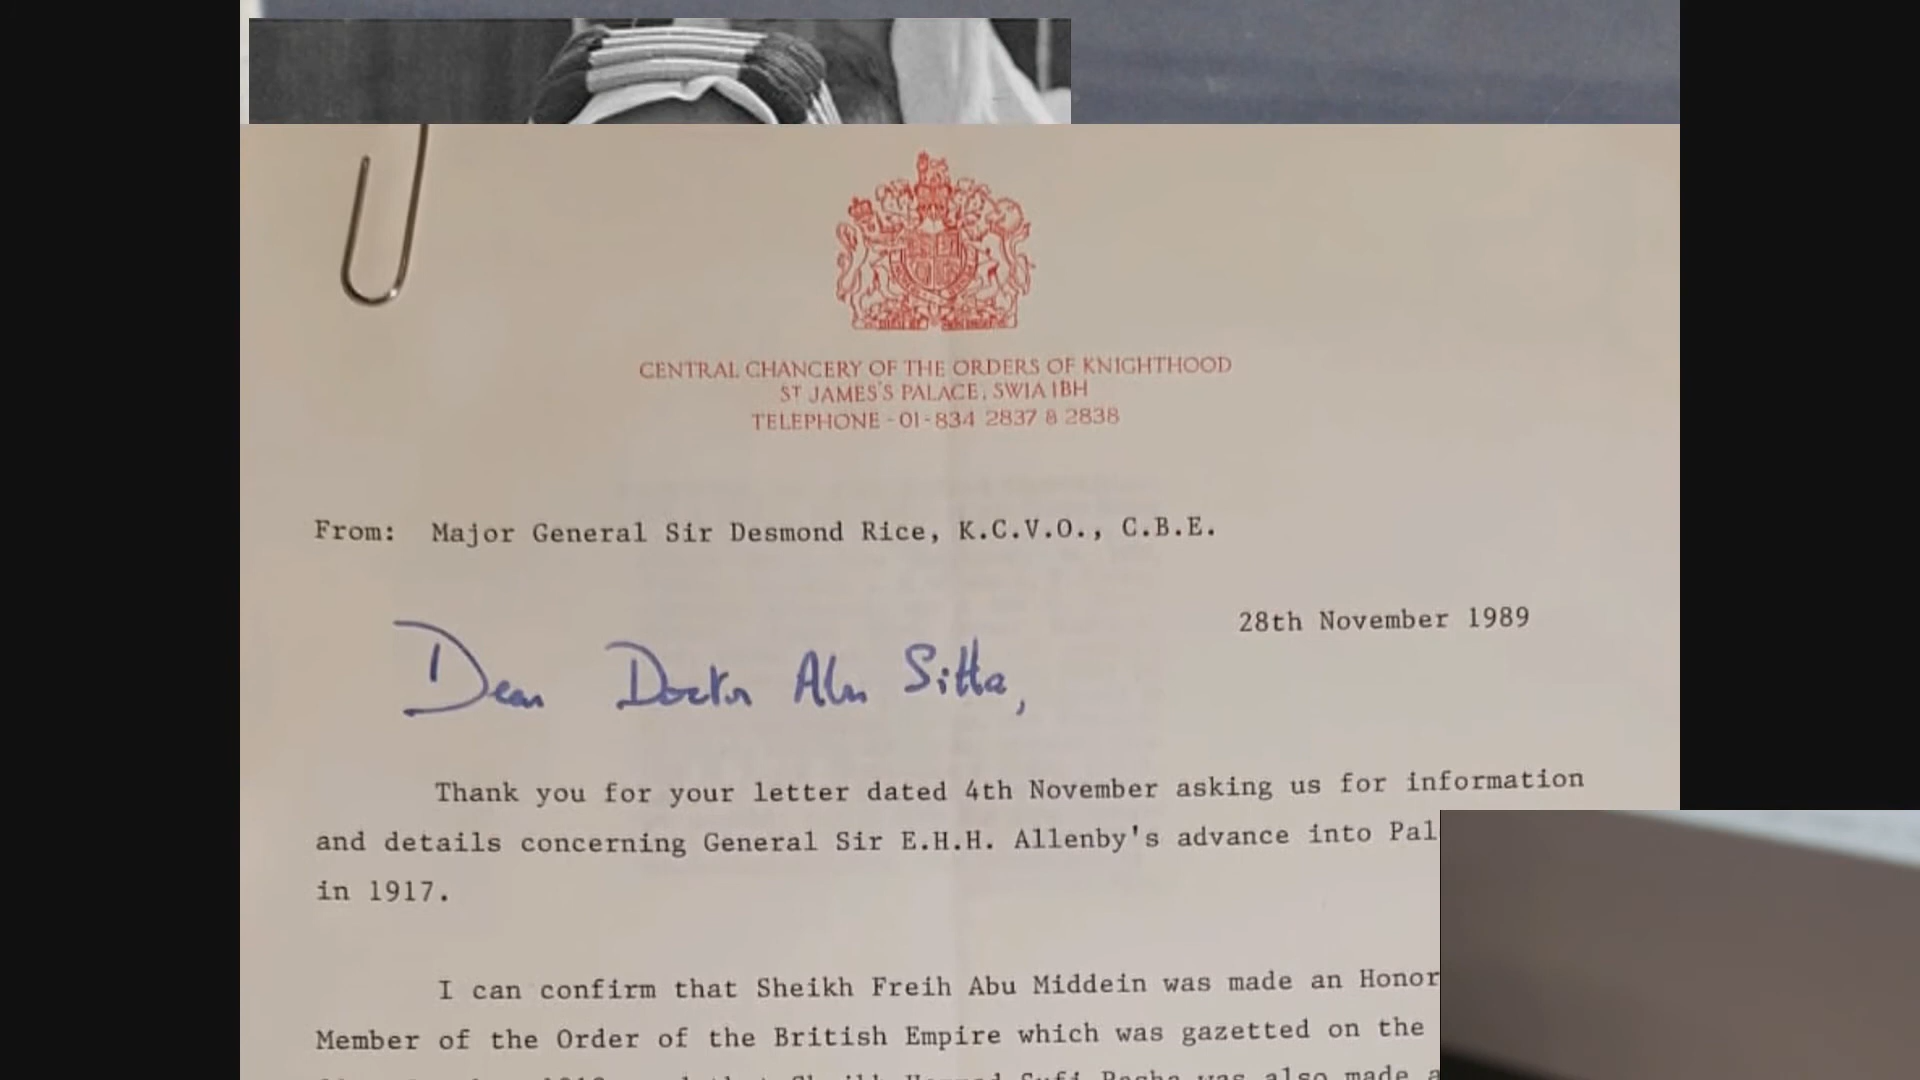 CENTRAL CHANCERY OF THE ORDERS OF KNIGHTHOOD
ST JAMES'S PALACE, SW1A 1BH
TELEPHONE - 01-834 2837 & 2838
From: Major General Sir Desmond Rice, K.C.V.O., C.B.E.
28th November 1989
Dear Doctor Abu Sitta,
Thank you for your letter dated 4th November asking us for information
and details concerning General Sir E.H.H. Allenby's advance into Pal
in 1917.
I can confirm that Sheikh Freih Abu Middein was made an Honor
Member of the Order of the British Empire which was gazetted on the
was also made a